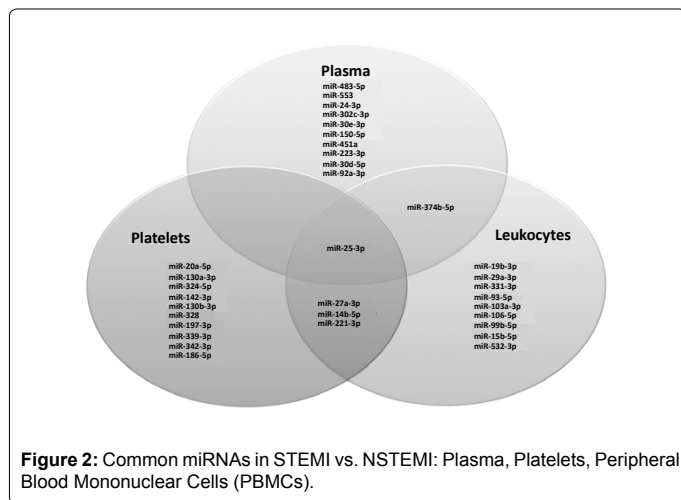 Plasma
miR-483-5p
miR-553
miR-24-3p
miR-302c-3p
miR-30e-3p
miR-150-5p
miR-451a
miR-223-3p
miR-30d-5p
miR-92a-3p
miR-374b-5p
Platelets
Leukocytes
miR-25-3p
miR-20a-5p
miR-130a-3p
miR-324-5p
miR-142-3p
miR-130b-3p
miR-328
miR-197-3p
miR-339-3p
miR-342-3p
miR-186-5p
miR-27a-3p
miR-14b-5p
miR-221-3p
miR-19b-3p
miR-29a-3p
miR-331-3p
miR-93-5p
miR-103a-3p
miR-106-5p
miR-99b-5p
miR-15b-5p
miR-532-3p
Figure 2: Common miRNAs in STEMI vs. NSTEMI: Plasma, Platelets, Peripheral
Blood Mononuclear Cells (PBMCs).